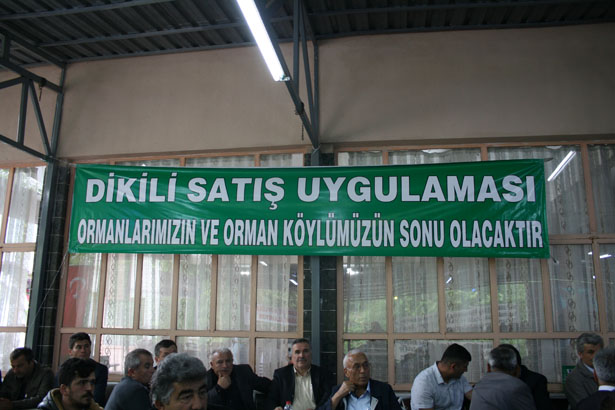 DİKİLİ SATIŞ UYGULAMASI
ORMANLARIMIZIN VE ORMAN KÖYLÜMÜZÜN SONU OLACAKTIR